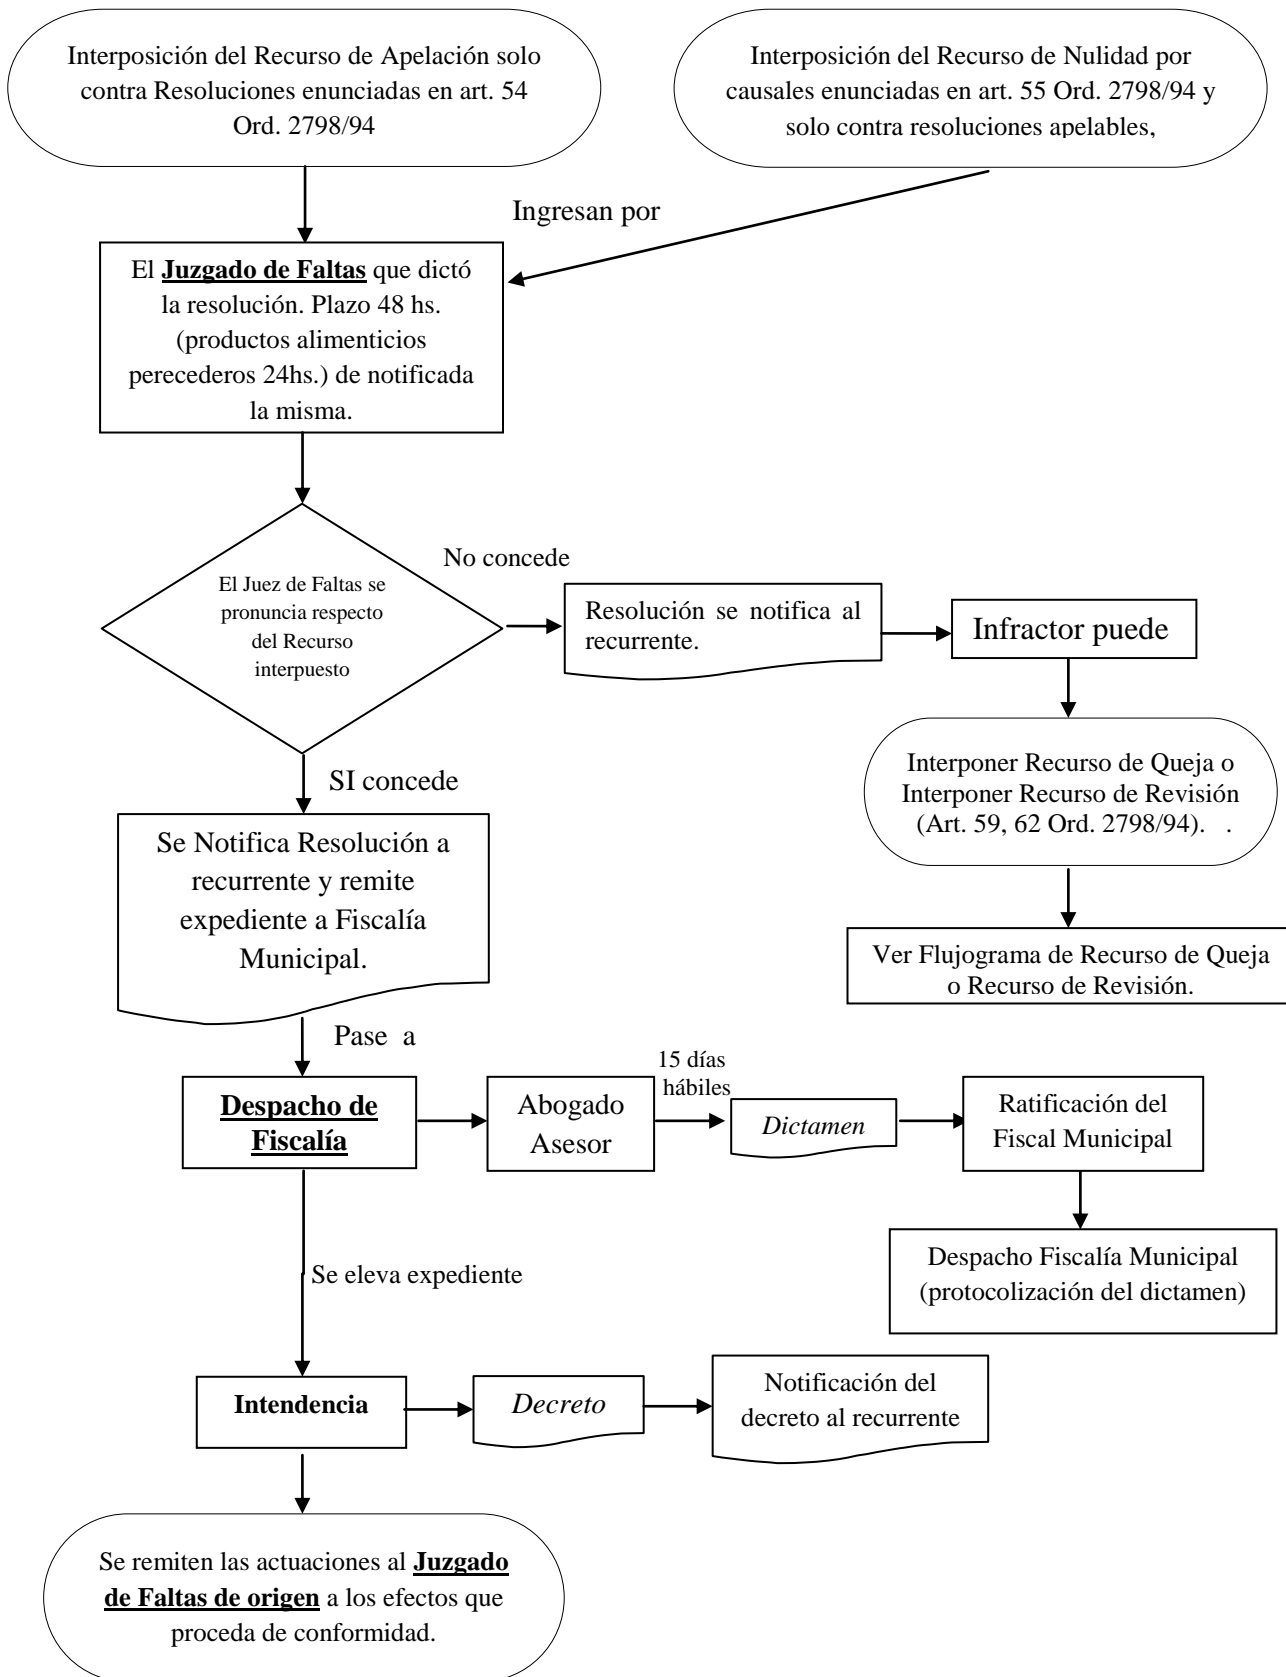 Interposición del Recurso de Apelación solo
contra Resoluciones enunciadas en art. 54
Ord. 2798/94
Interposición del Recurso de Nulidad por
causales enunciadas en art. 55 Ord. 2798/94 y
solo contra resoluciones apelables,
Ingresan por
El Juzgado de Faltas que dictó
la resolución. Plazo 48 hs.
(productos alimenticios
perecederos 24hs.) de notificada
la misma.
El Juez de Faltas se
pronuncia respecto
del Recurso
interpuesto
No concede
Resolución se notifica al
recurrente.
Infractor puede
Interponer Recurso de Queja o
Interponer Recurso de Revisión
(Art. 59, 62 Ord. 2798/94). .
Ver Flujograma de Recurso de Queja
o Recurso de Revisión.
SI concede
Se Notifica Resolución a
recurrente y remite
expediente a Fiscalía
Municipal.
Pase a
Despacho de
Fiscalía
Abogado
Asesor
15 días
hábiles
Dictamen
Ratificación del
Fiscal Municipal
Despacho Fiscalía Municipal
(protocolización del dictamen)
Se eleva expediente
Intendencia
Decreto
Notificación del
decreto al recurrente
Se remiten las actuaciones al Juzgado
de Faltas de origen a los efectos que
proceda de conformidad.